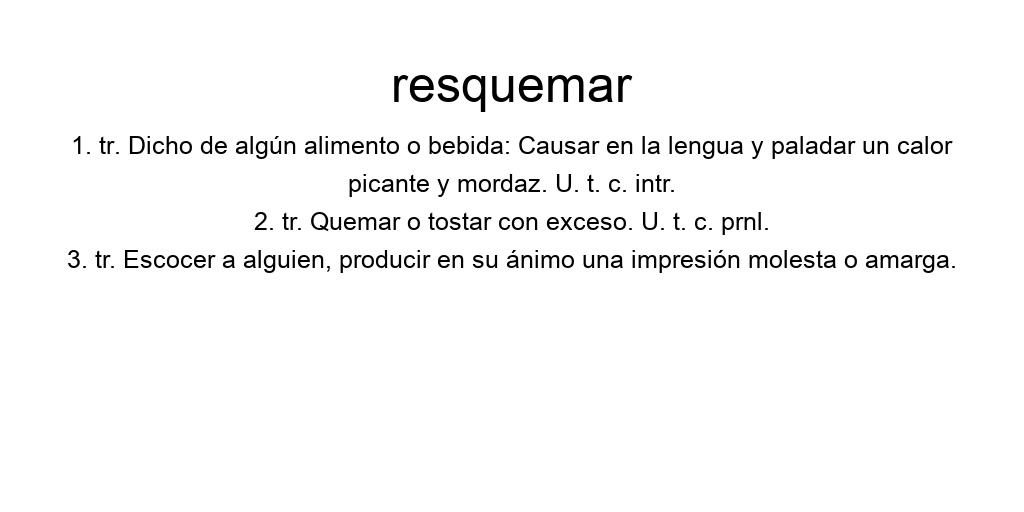 resquemar
1. tr. Dicho de algún alimento o bebida: Causar en la lengua y paladar un calor
picante y mordaz. U. t. c. intr.
2. tr. Quemar o tostar con exceso. U. t. c. prnl.
3. tr. Escocer a alguien, producir en su ánimo una impresión molesta o amarga.